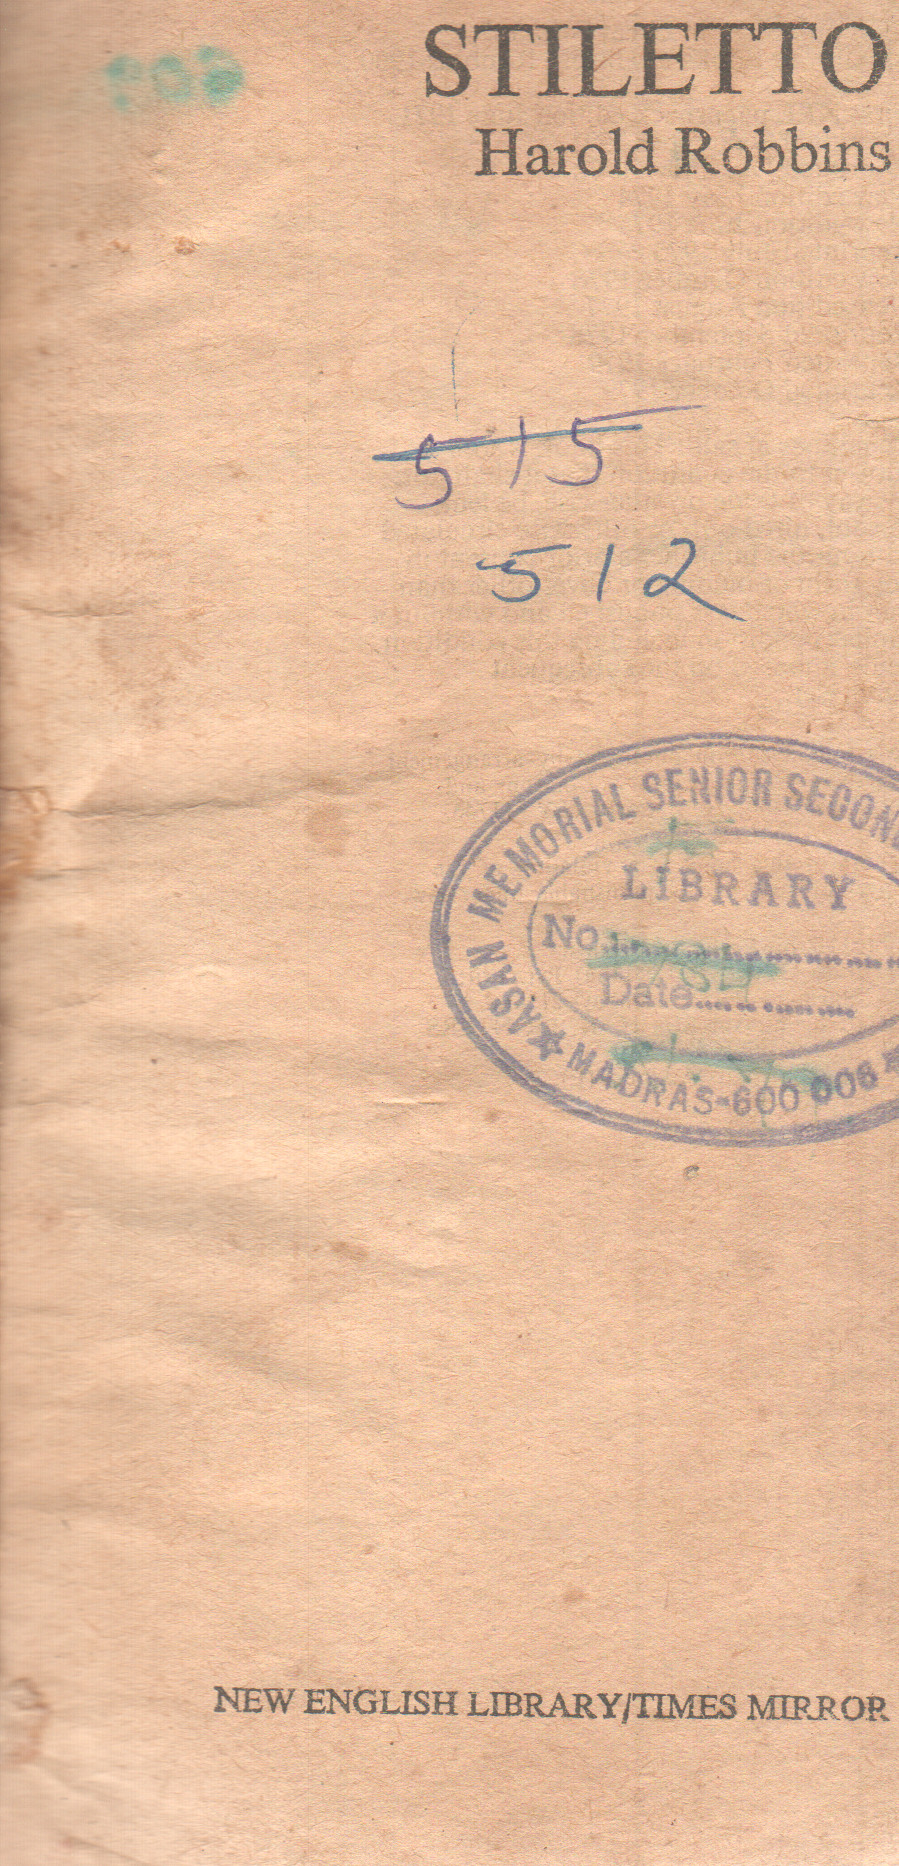 STILETTO
Harold Robbins
515
512
ASAN MEMORIAL SENIOR SECON
LIBRARY
No.
Date
MADRAS-600 006
NEW ENGLISH LIBRARY/TIMES MIRROR